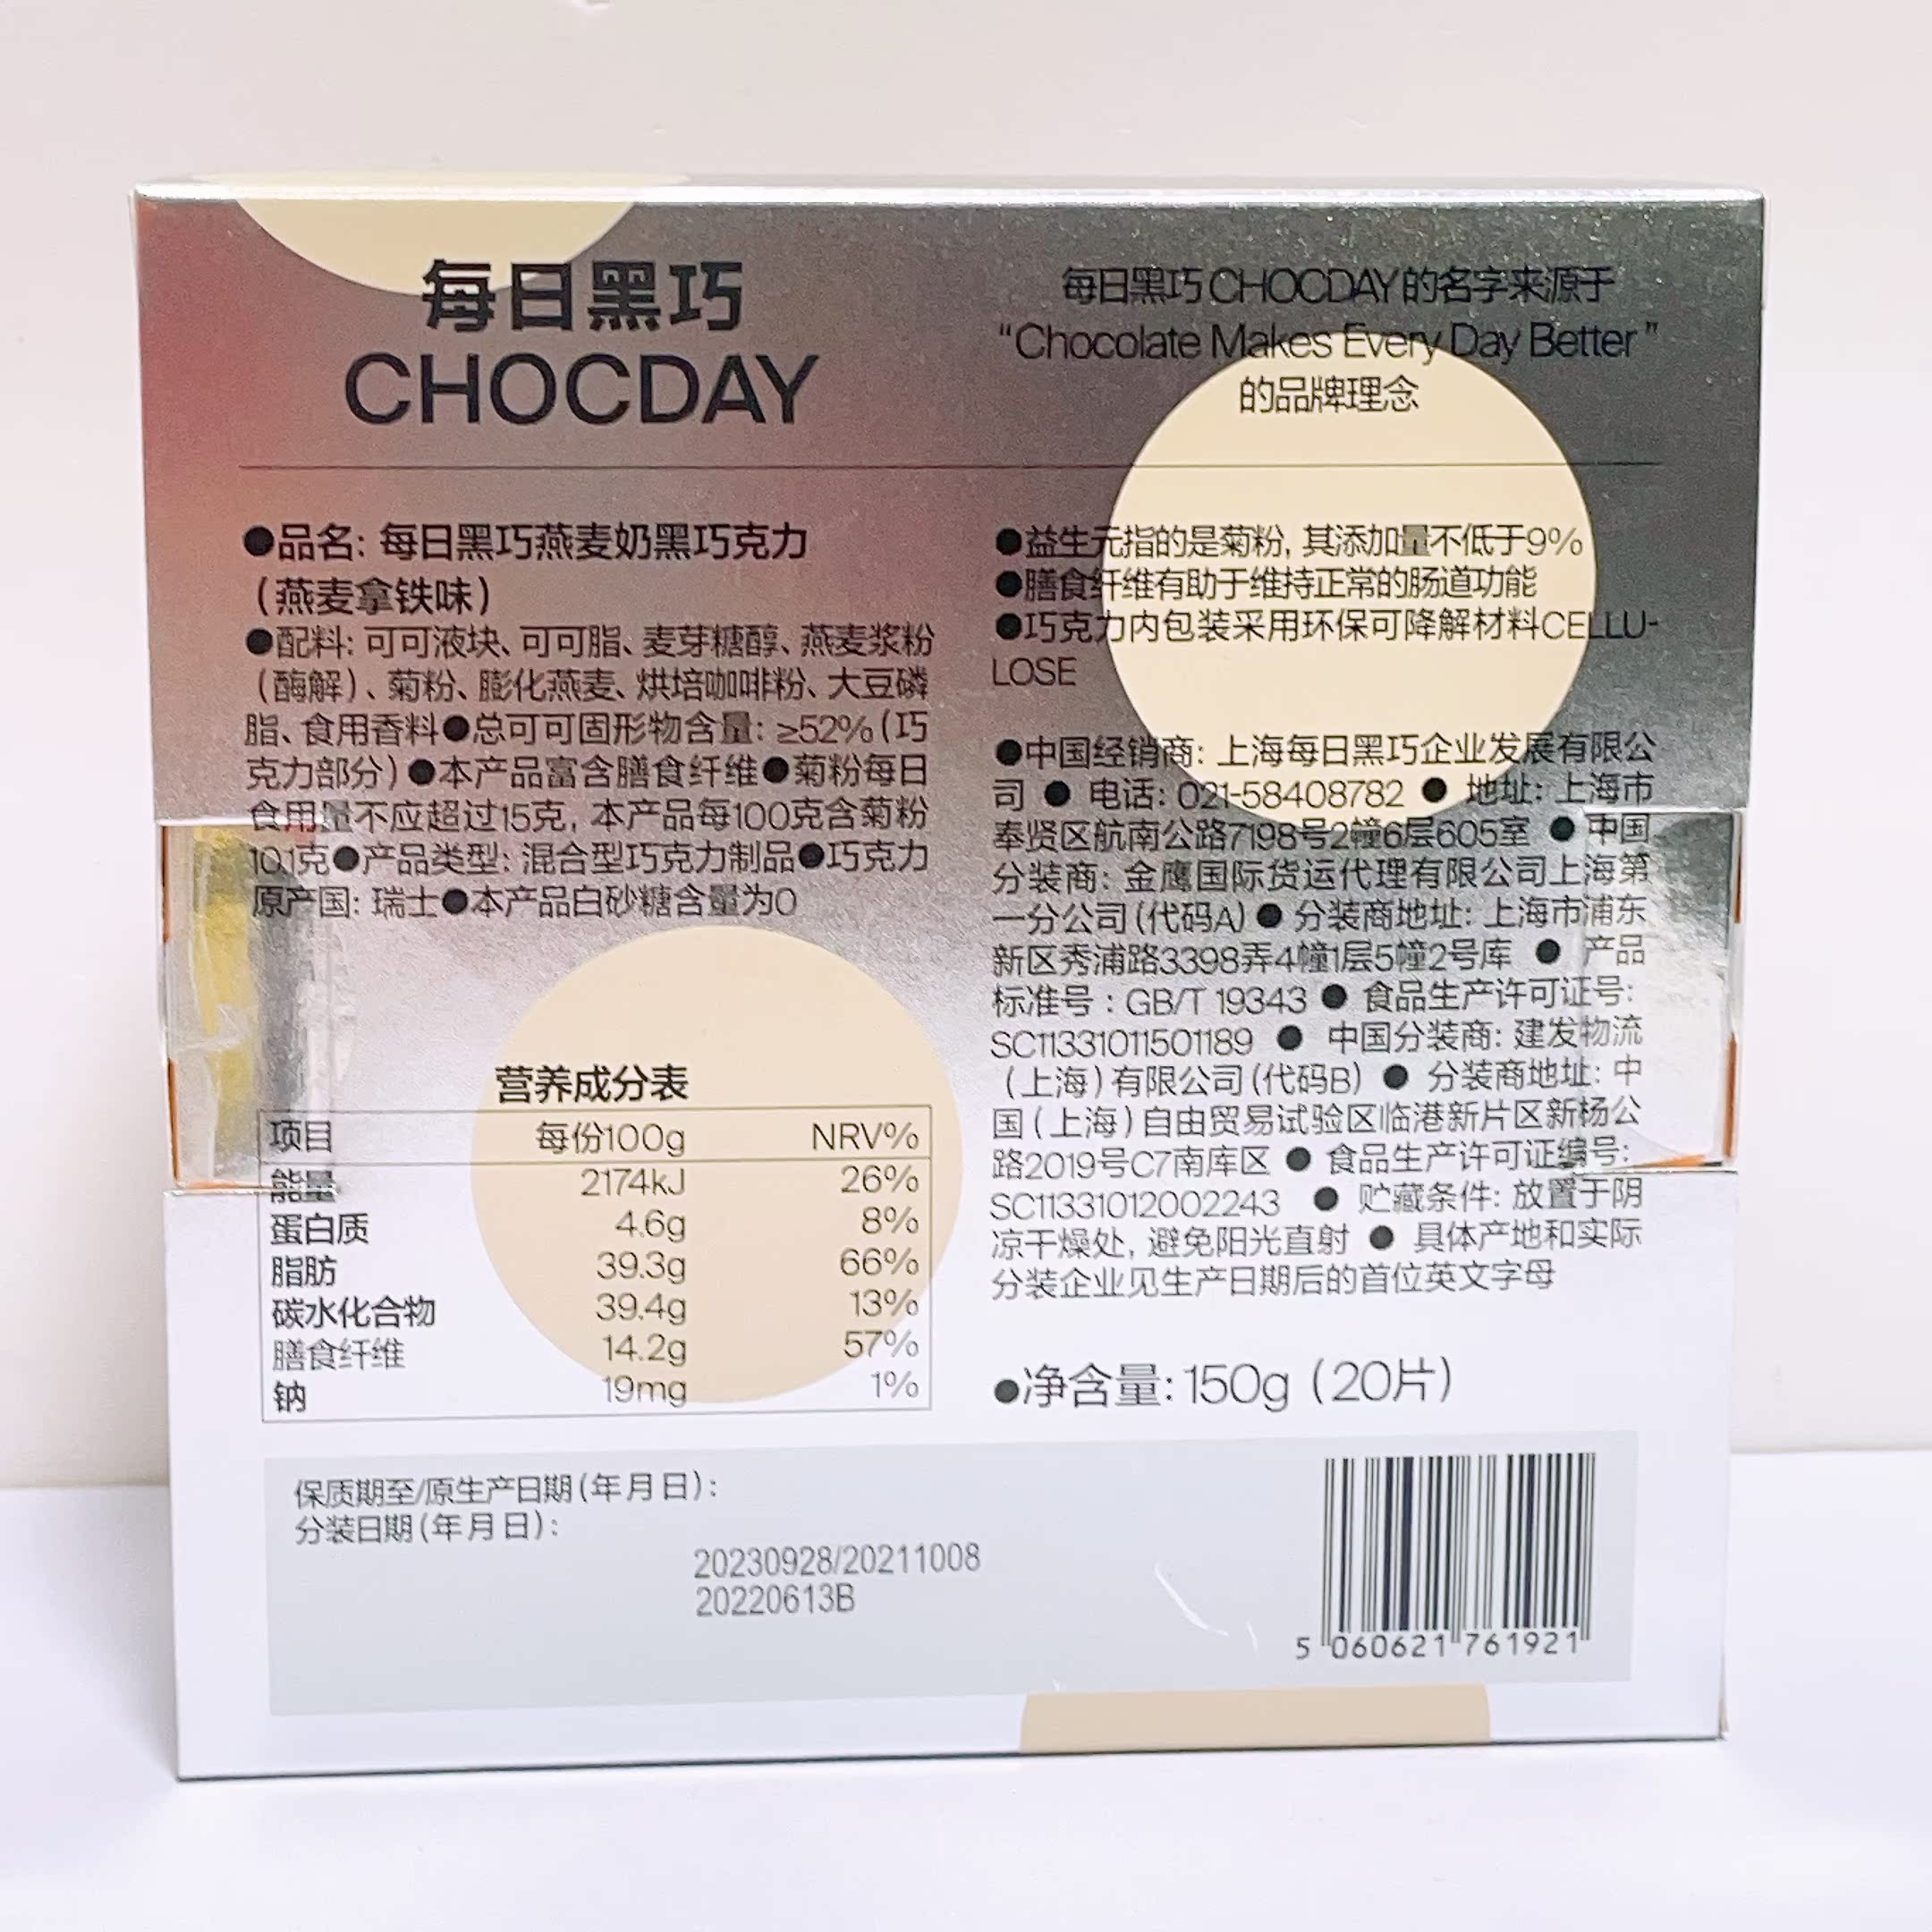 每日黑巧
CHOCDAY
每日黑巧 CHOCDAY的名字来源于
“Chocolate Makes Every Day Better”
的品牌理念
●品名: 每日黑巧燕麦奶黑巧克力
(燕麦拿铁味)
●配料: 可可液块、可可脂、麦芽糖醇、燕麦浆粉
(酶解)、菊粉、膨化燕麦、烘培咖啡粉、大豆磷
脂、食用香料●总可可固形物含量: ≥52% (巧
克力部分)●本产品富含膳食纤维●菊粉每日
食用量不应超过15克, 本产品每100克含菊粉
10.1克●产品类型: 混合型巧克力制品●巧克力
原产国: 瑞士●本产品白砂糖含量为0
营养成分表
项目 每份100g NRV%
能量 2174kJ 26%
蛋白质 4.6g 8%
脂肪 39.3g 66%
碳水化合物 39.4g 13%
膳食纤维 14.2g 57%
钠 19mg 1%
●益生元指的是菊粉, 其添加量不低于9%
●膳食纤维有助于维持正常的肠道功能
●巧克力内包装采用环保可降解材料CELLU-
LOSE
●中国经销商: 上海每日黑巧企业发展有限公
司 ● 电话: 021-58408782 ● 地址: 上海市
奉贤区航南公路7198号2幢6层605室 ● 中国
分装商: 金鹰国际货运代理有限公司上海第
一分公司 (代码A) ● 分装商地址: 上海市浦东
新区秀浦路3398弄4幢1层5幢2号库 ● 产品
标准号 : GB/T 19343 ● 食品生产许可证号:
SC11331011501189 ● 中国分装商: 建发物流
(上海) 有限公司 (代码B) ● 分装商地址: 中
国 (上海) 自由贸易试验区临港新片区新杨公
路2019号C7南库区 ● 食品生产许可证编号:
SC11331012002243 ● 贮藏条件: 放置于阴
凉干燥处, 避免阳光直射 ● 具体产地和实际
分装企业见生产日期后的首位英文字母
●净含量: 150g (20片)
保质期至/原生产日期 (年月日) :
分装日期 (年月日) :
20230928/20211008
20220613B
5 060621 761921